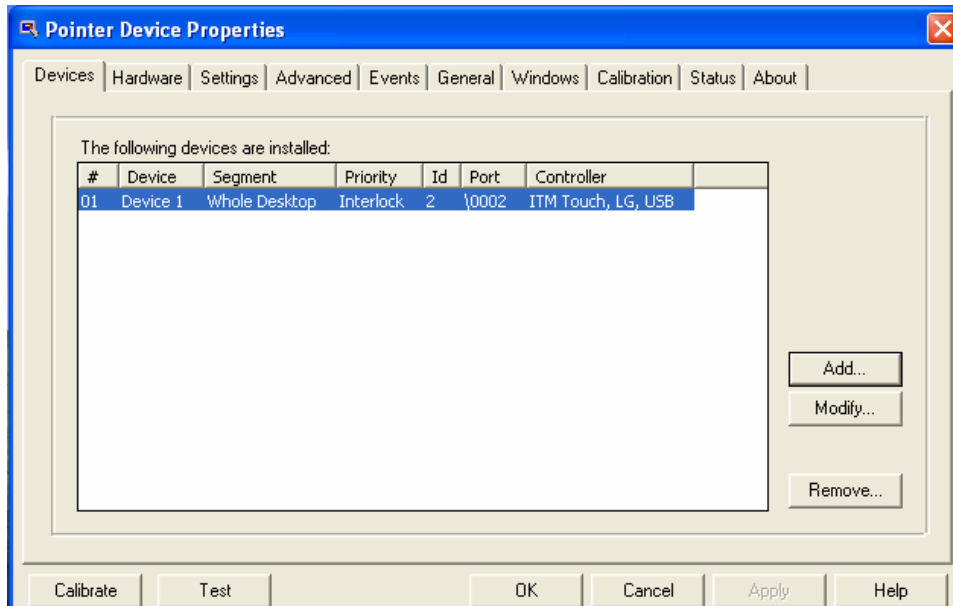 Pointer Device Properties
Devices Hardware Settings Advanced Events General Windows Calibration Status About
The following devices are installed:
# Device Segment Priority Id Port Controller
01 Device 1 Whole Desktop Interlock 2 \0002 ITM Touch, LG, USB
Add...
Modify...
Remove...
Calibrate Test OK Cancel Apply Help